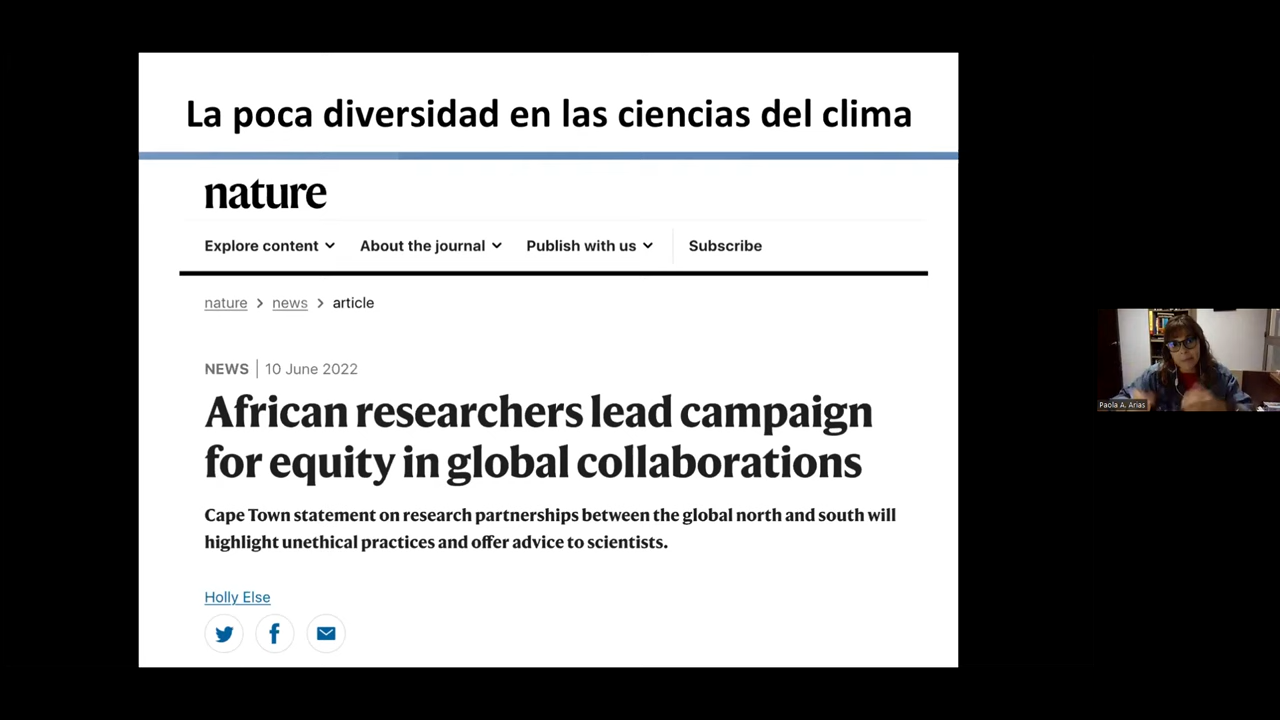 La poca diversidad en las ciencias del clima
nature
Explore content About the journal Publish with us Subscribe
nature > news > article
NEWS | 10 June 2022
African researchers lead campaign
for equity in global collaborations
Cape Town statement on research partnerships between the global north and south will
highlight unethical practices and offer advice to scientists.
Holly Else
Paola A. Arias